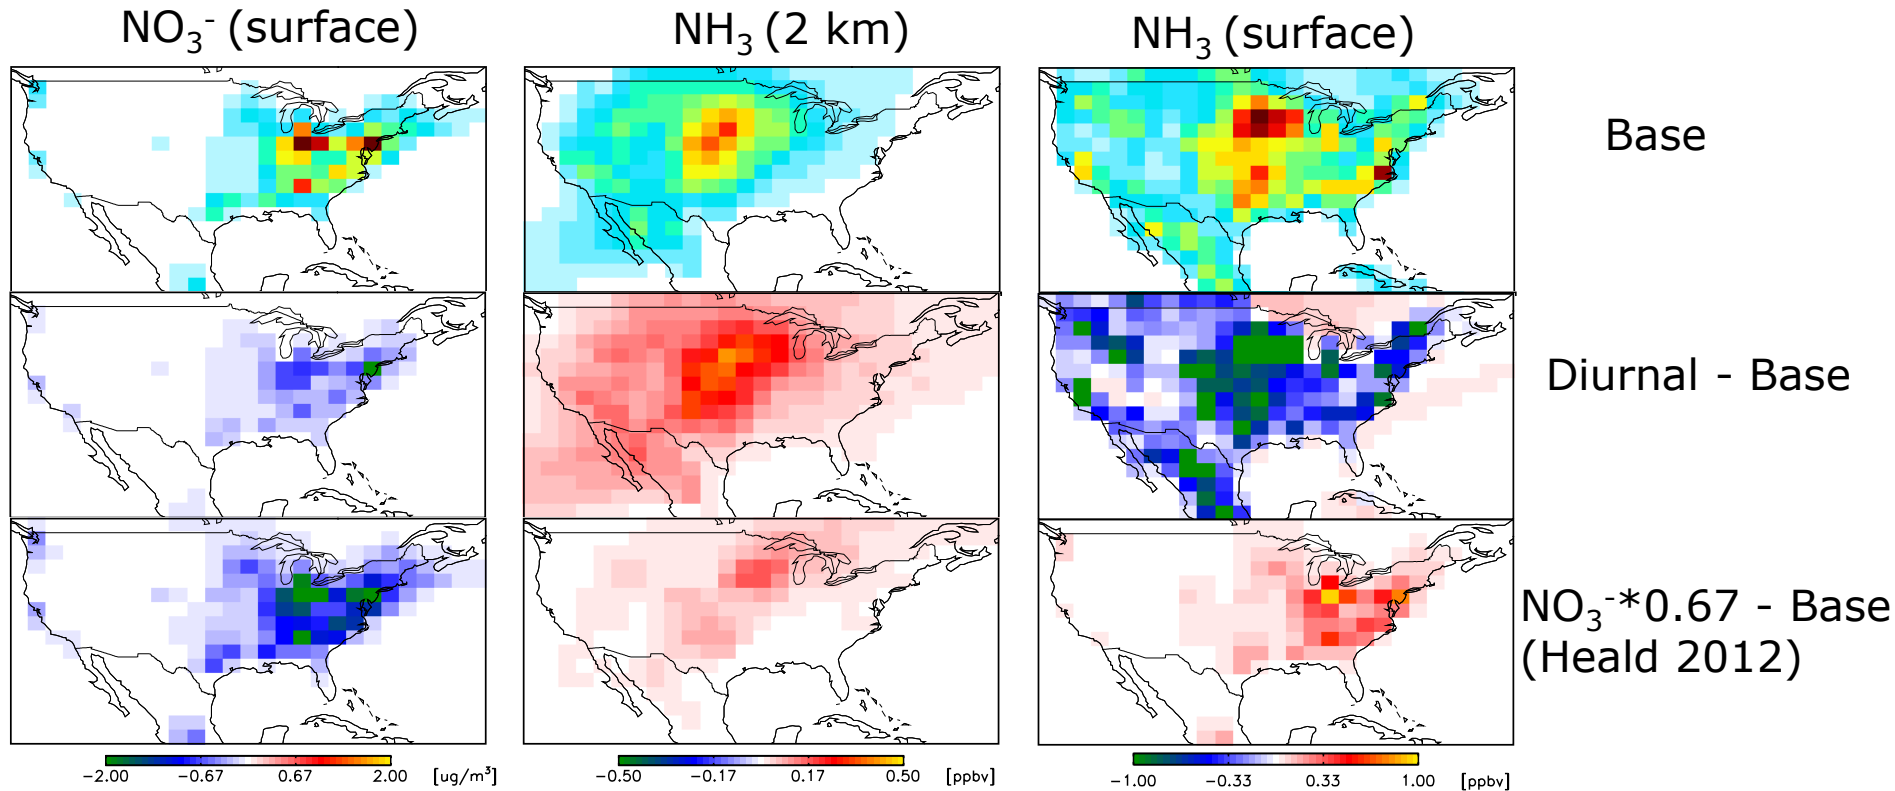 NO₃⁻ (surface)
NH₃ (2 km)
NH₃ (surface)
Base
Diurnal - Base
NO₃⁻*0.67 - Base
(Heald 2012)
−2.00 −0.67 0.67 2.00 [ug/m³]
−0.50 −0.17 0.17 0.50 [ppbv]
−1.00 −0.33 0.33 1.00 [ppbv]